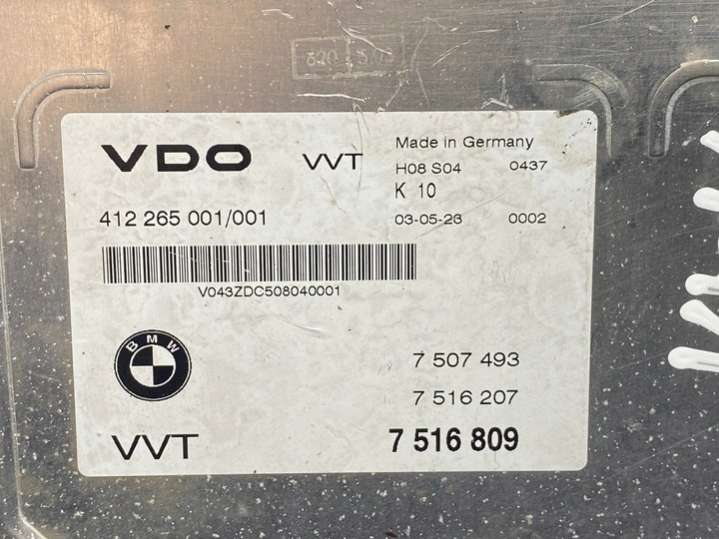 VDO VVT
Made in Germany
H08 S04 0437
K 10
412 265 001/001
03-05-23 0002
V043ZDC508040001
BMW
7 507 493
7 516 207
VVT
7 516 809